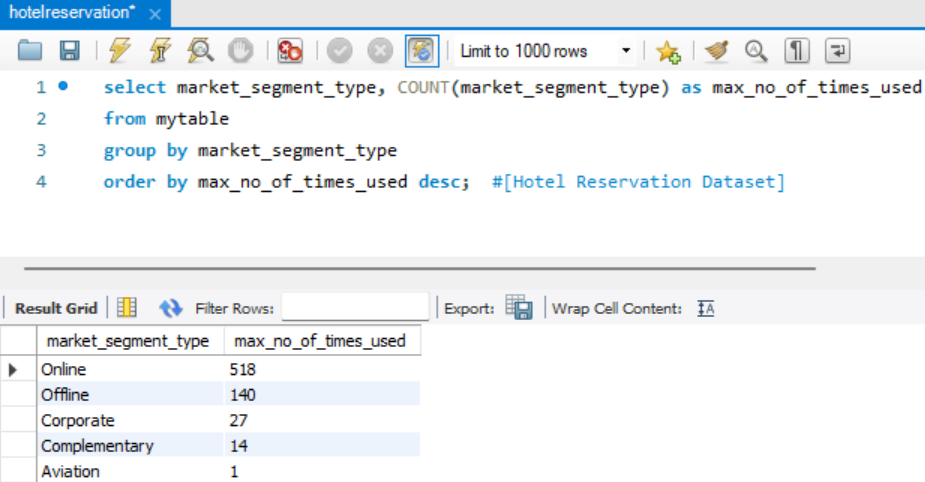 hotelreservation*
Limit to 1000 rows
1 select market_segment_type, COUNT(market_segment_type) as max_no_of_times_used
2 from mytable
3 group by market_segment_type
4 order by max_no_of_times_used desc; #[Hotel Reservation Dataset]
Result Grid Filter Rows: Export: Wrap Cell Content:
market_segment_type max_no_of_times_used
Online 518
Offline 140
Corporate 27
Complementary 14
Aviation 1